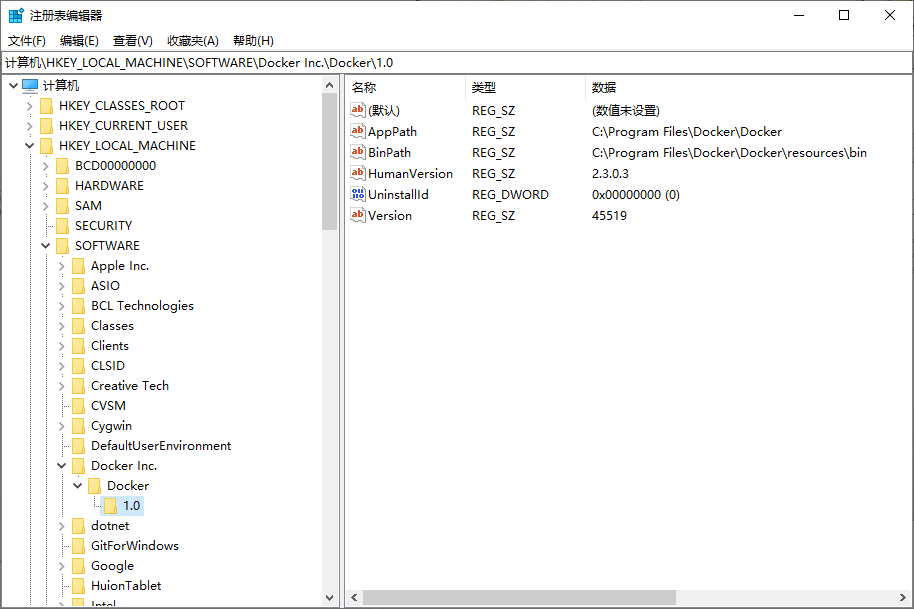 注册表编辑器
文件(F) 编辑(E) 查看(V) 收藏夹(A) 帮助(H)
计算机\HKEY_LOCAL_MACHINE\SOFTWARE\Docker Inc.\Docker\1.0
计算机
HKEY_CLASSES_ROOT
HKEY_CURRENT_USER
HKEY_LOCAL_MACHINE
BCD00000000
HARDWARE
SAM
SECURITY
SOFTWARE
Apple Inc.
ASIO
BCL Technologies
Classes
Clients
CLSID
Creative Tech
CVSM
Cygwin
DefaultUserEnvironment
Docker Inc.
Docker
1.0
dotnet
GitForWindows
Google
HuionTablet
Intel
名称 类型 数据
(默认) REG_SZ (数值未设置)
AppPath REG_SZ C:\Program Files\Docker\Docker
BinPath REG_SZ C:\Program Files\Docker\Docker\resources\bin
HumanVersion REG_SZ 2.3.0.3
UninstallId REG_DWORD 0x00000000 (0)
Version REG_SZ 45519